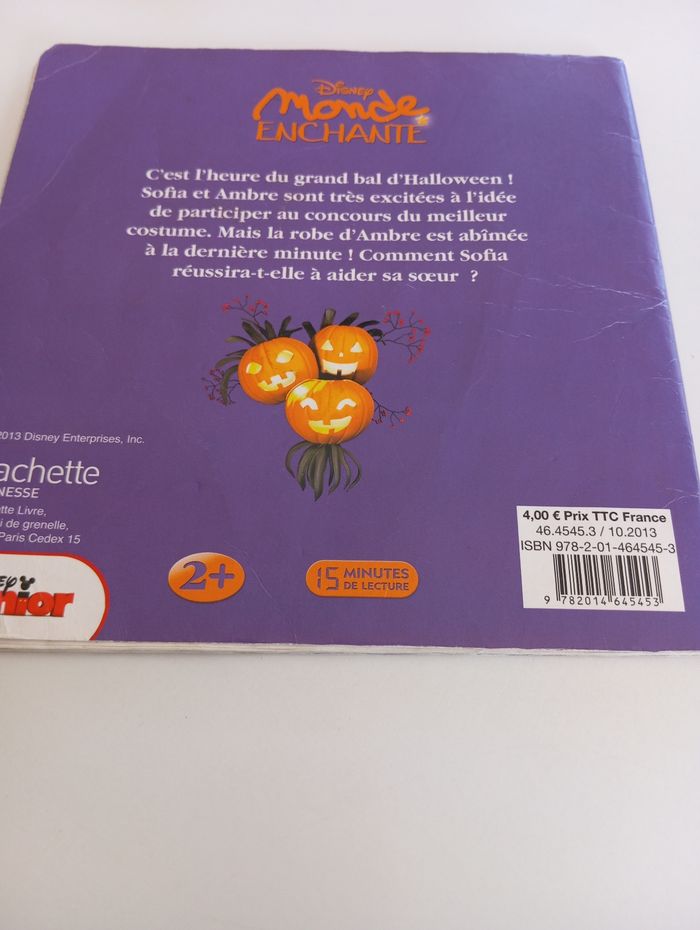 Disney
Monde
ENCHANTE
C'est l'heure du grand bal d'Halloween !
Sofia et Ambre sont très excitées à l'idée
de participer au concours du meilleur
costume. Mais la robe d'Ambre est abîmée
à la dernière minute ! Comment Sofia
réussira-t-elle à aider sa sœur ?
2013 Disney Enterprises, Inc.
achette
NESSE
tte Livre,
i de grenelle,
Paris Cedex 15
EY
nior
2+
15 MINUTES
DE LECTURE
4,00 € Prix TTC France
46.4545.3 / 10.2013
ISBN 978-2-01-464545-3
9 782014 645453